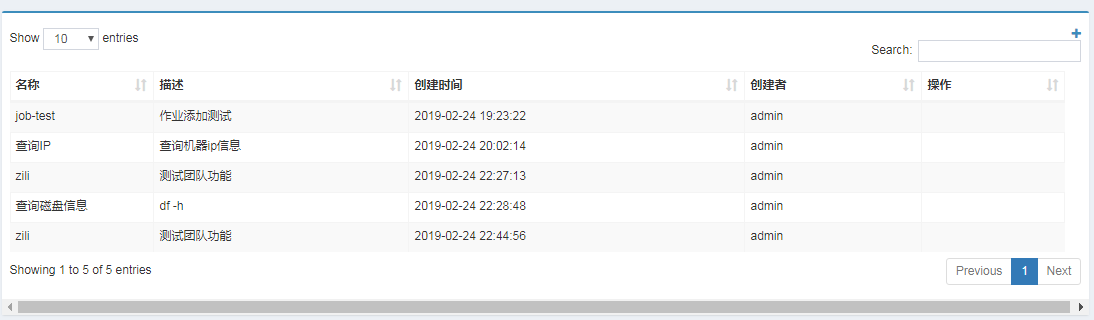 Show 10 entries
Search:
名称 描述 创建时间 创建者 操作
job-test 作业添加测试 2019-02-24 19:23:22 admin
查询IP 查询机器ip信息 2019-02-24 20:02:14 admin
zili 测试团队功能 2019-02-24 22:27:13 admin
查询磁盘信息 df -h 2019-02-24 22:28:48 admin
zili 测试团队功能 2019-02-24 22:44:56 admin
Showing 1 to 5 of 5 entries Previous 1 Next